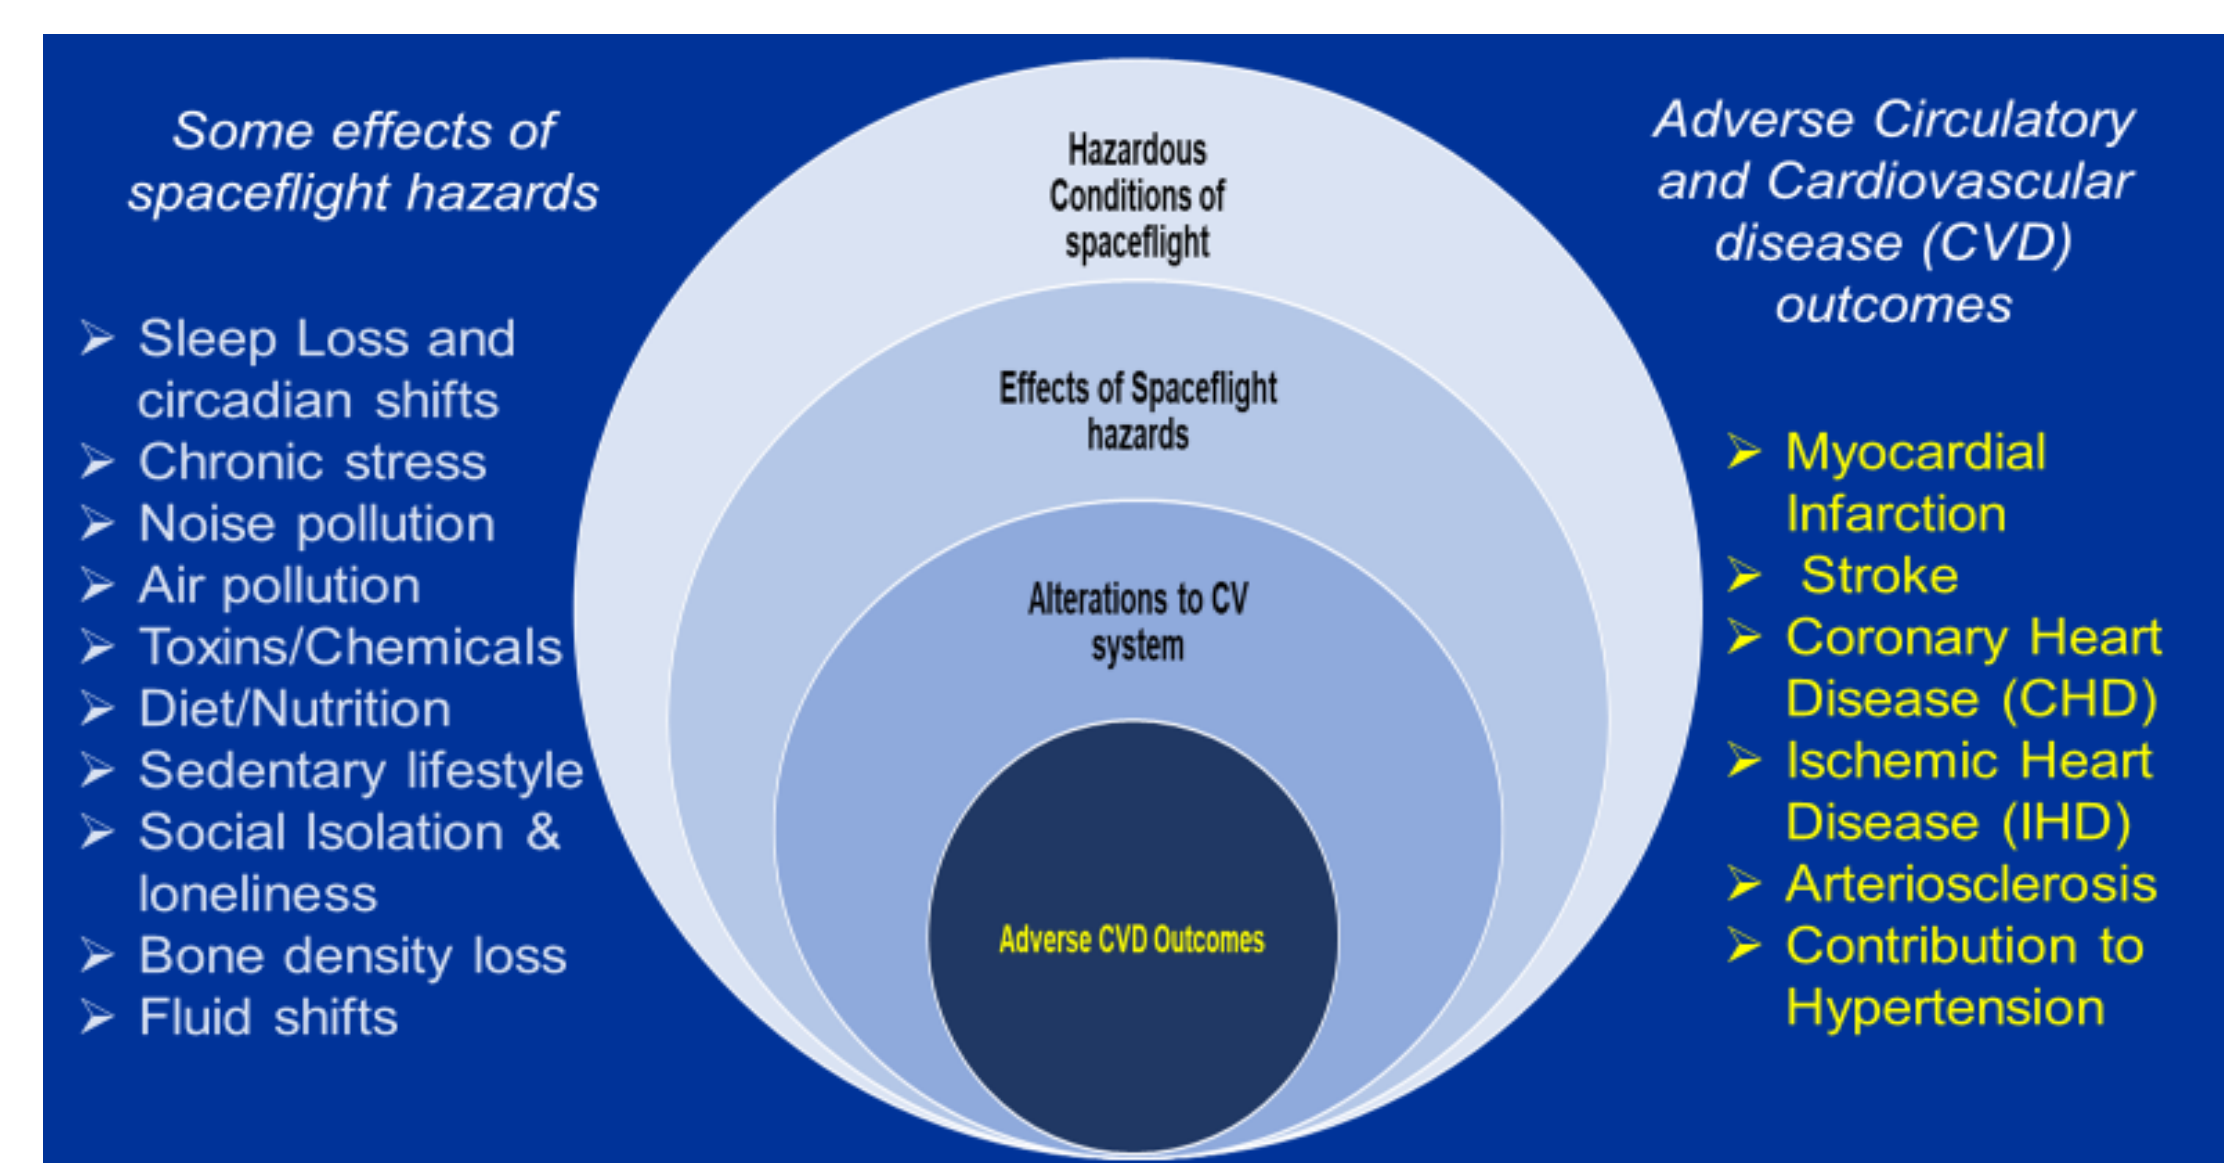 Some effects of
spaceflight hazards
➢ Sleep Loss and
circadian shifts
➢ Chronic stress
➢ Noise pollution
➢ Air pollution
➢ Toxins/Chemicals
➢ Diet/Nutrition
➢ Sedentary lifestyle
➢ Social Isolation &
loneliness
➢ Bone density loss
➢ Fluid shifts
Hazardous
Conditions of
spaceflight
Effects of Spaceflight
hazards
Alterations to CV
system
Adverse CVD Outcomes
Adverse Circulatory
and Cardiovascular
disease (CVD)
outcomes
➢ Myocardial
Infarction
➢ Stroke
➢ Coronary Heart
Disease (CHD)
➢ Ischemic Heart
Disease (IHD)
➢ Arteriosclerosis
➢ Contribution to
Hypertension